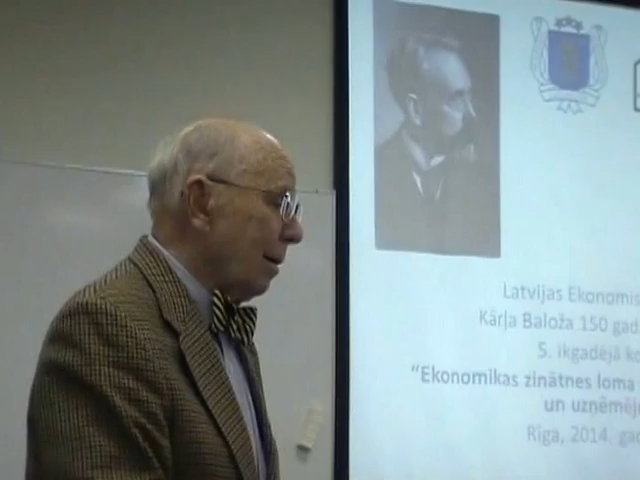 Latvijas Ekonomis
Kārļa Baloža 150 gad
5. ikgadējā ko
“Ekonomikas zinātnes loma
un uzņēmēj
Rīga, 2014. gad